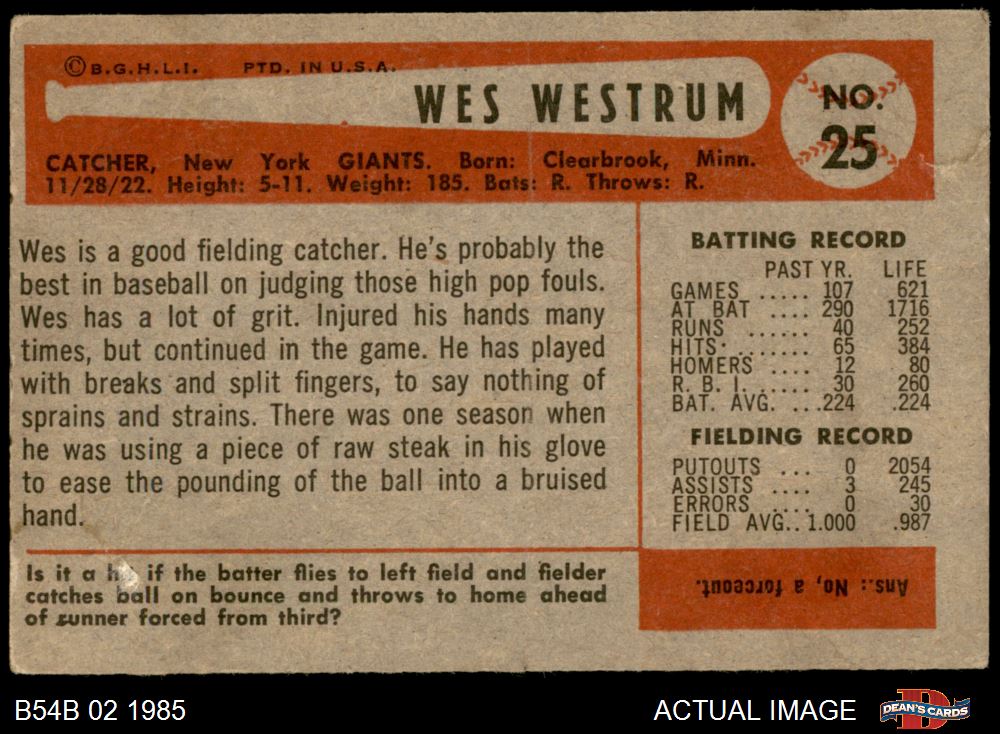 ©B.G.H.L.I. PTD. IN U.S.A.
WES WESTRUM
NO.
25
CATCHER, New York GIANTS. Born: Clearbrook, Minn.
11/28/22. Height: 5-11. Weight: 185. Bats: R. Throws: R.
Wes is a good fielding catcher. He's probably the
best in baseball on judging those high pop fouls.
Wes has a lot of grit. Injured his hands many
times, but continued in the game. He has played
with breaks and split fingers, to say nothing of
sprains and strains. There was one season when
he was using a piece of raw steak in his glove
to ease the pounding of the ball into a bruised
hand.
BATTING RECORD
PAST YR. LIFE
GAMES ..... 107 621
AT BAT .... 290 1716
RUNS ...... 40 252
HITS ....... 65 384
HOMERS .... 12 80
R. B. I. ..... 30 260
BAT. AVG. ...224 .224
FIELDING RECORD
PUTOUTS ... 0 2054
ASSISTS .... 3 245
ERRORS .... 0 30
FIELD AVG.. 1.000 .987
Is it a if the batter flies to left field and fielder
catches ball on bounce and throws to home ahead
of runner forced from third?
Ans.: No, a forceout.
B54B 02 1985
ACTUAL IMAGE
D
DEAN'S CARDS